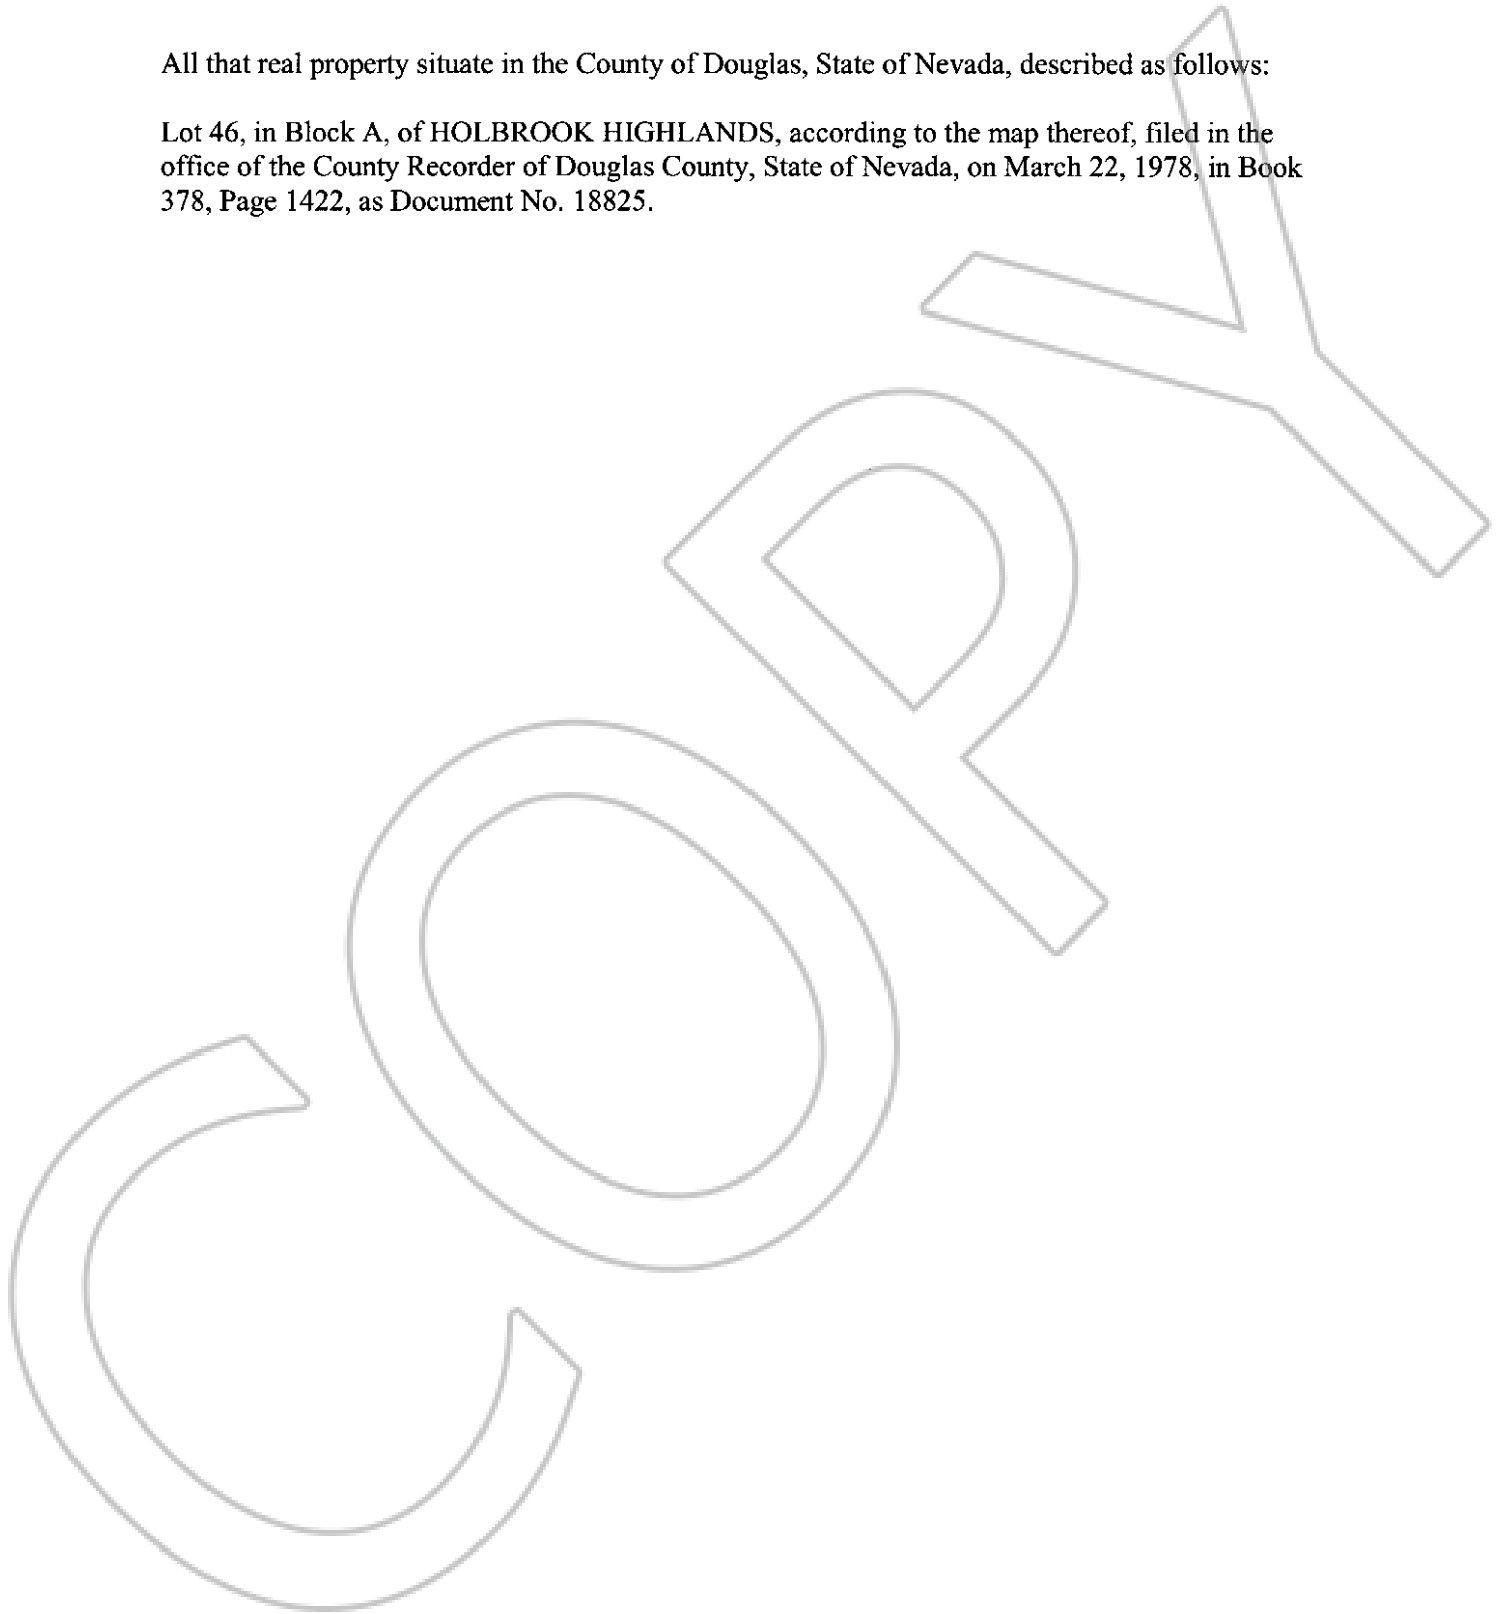 All that real property situate in the County of Douglas, State of Nevada, described as follows:
Lot 46, in Block A, of HOLBROOK HIGHLANDS, according to the map thereof, filed in the
office of the County Recorder of Douglas County, State of Nevada, on March 22, 1978, in Book
378, Page 1422, as Document No. 18825.
COPY